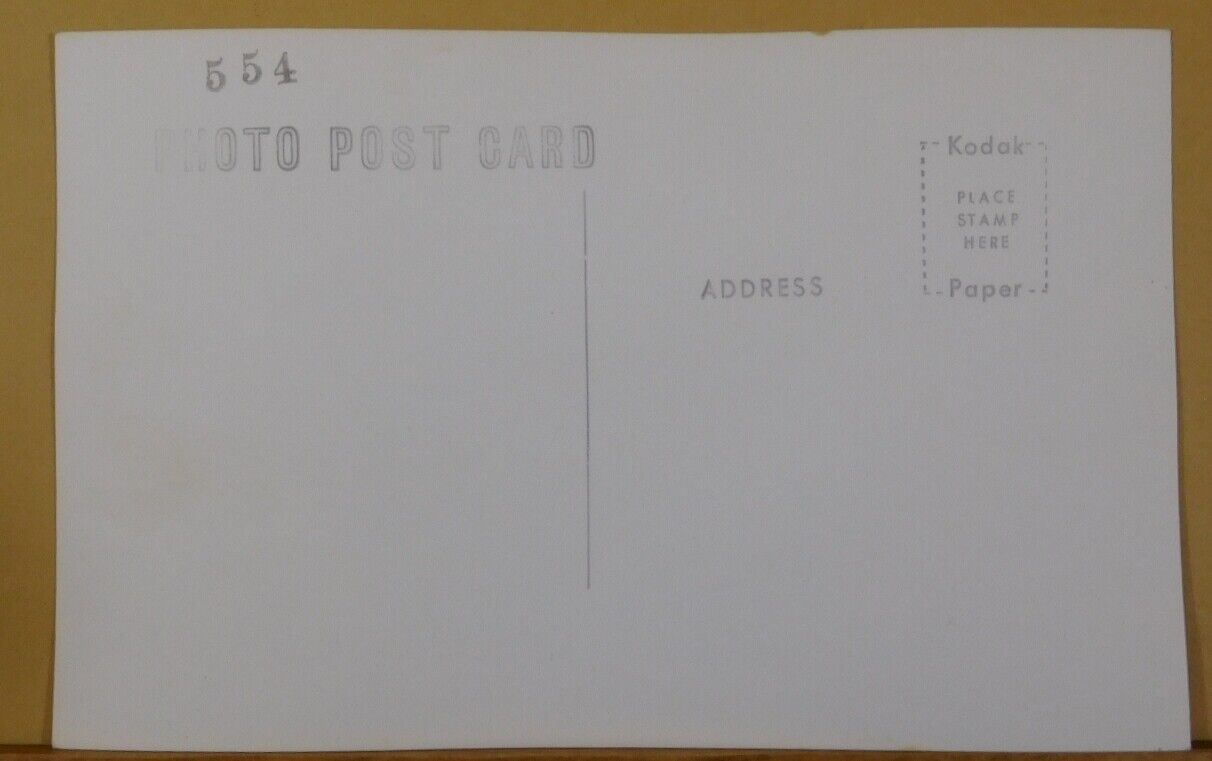 554
PHOTO POST CARD
Kodak
PLACE
STAMP
HERE
Paper
ADDRESS